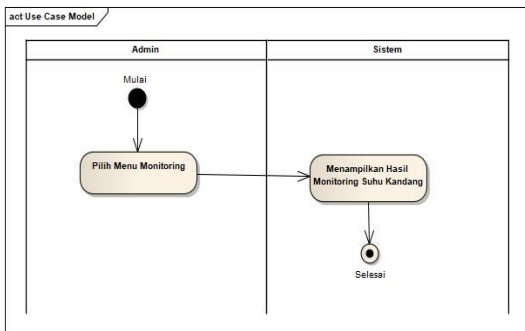 act Use Case Model
Admin
Sistem
Mulai
Pilih Menu Monitoring
Menampilkan Hasil
Monitoring Suhu Kandang
Selesai